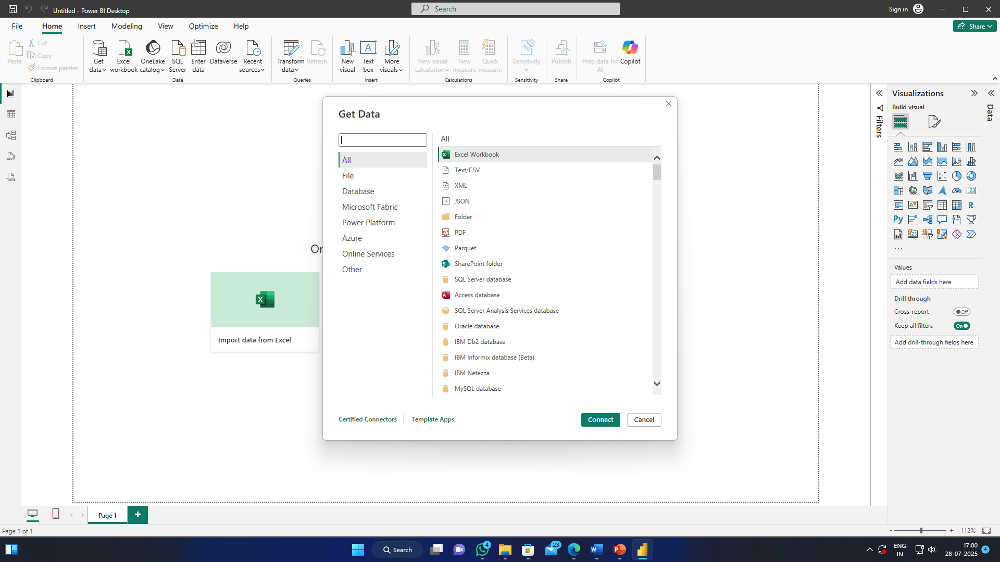 Untitled - Power BI Desktop
Search
Sign in
File
Home
Insert
Modeling
View
Optimize
Help
Share
Paste
Cut
Copy
Format painter
Clipboard
Get data
Excel workbook
OneLake catalog
SQL Server
Enter data
Dataverse
Recent sources
Data
Transform data
Refresh
Queries
New visual
Text box
More visuals
Insert
New visual calculation
New measure
Quick measure
Calculations
Sensitivity
Sensitivity
Publish
Share
Prep data for AI
Copilot
Copilot
DAX
TMDL
Or
Import data from Excel
Get Data
All
File
Database
Microsoft Fabric
Power Platform
Azure
Online Services
Other
All
Excel Workbook
Text/CSV
XML
JSON
Folder
PDF
Parquet
SharePoint folder
SQL Server database
Access database
SQL Server Analysis Services database
Oracle database
IBM Db2 database
IBM Informix database (Beta)
IBM Netezza
MySQL database
Certified Connectors
Template Apps
Connect
Cancel
Filters
Visualizations
Build visual
123
R
Py
123
Values
Add data fields here
Drill through
Cross-report
Off
Keep all filters
On
Add drill-through fields here
Data
Page 1
Page 1 of 1
112%
Search
4
23
ENG
IN
17:00
28-07-2025
4